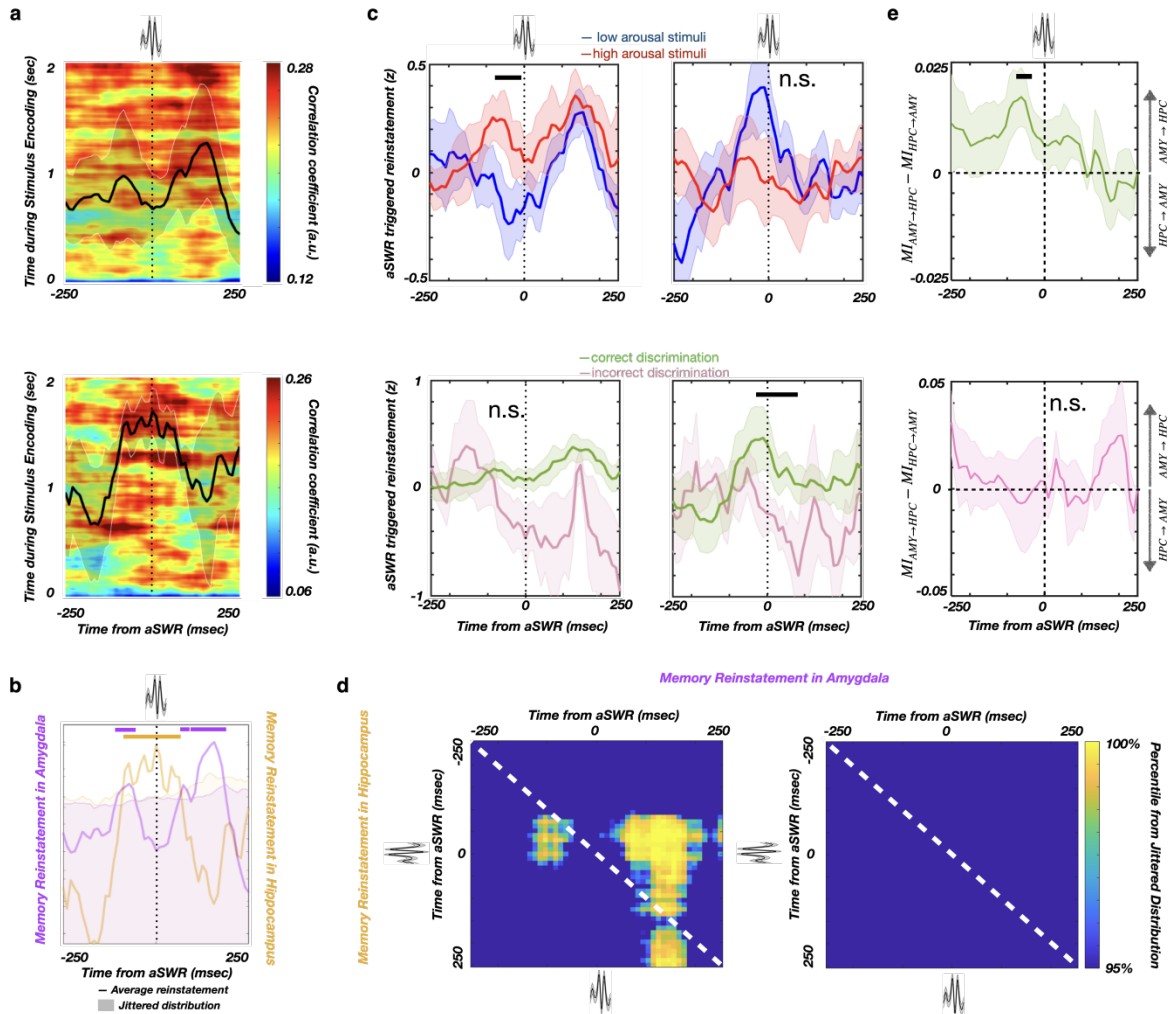 a
2
1
0
-250
250
Time during Stimulus Encoding (sec)
0.28
0.12
Correlation coefficient (a.u.)
2
1
0
-250
250
Time during Stimulus Encoding (sec)
0.26
0.06
Correlation coefficient (a.u.)
Time from aSWR (msec)
b
Memory Reinstatement in Amygdala
Memory Reinstatement in Hippocampus
-250
250
Time from aSWR (msec)
Average reinstatement
Jittered distribution
c
low arousal stimuli
high arousal stimuli
0.5
0
-0.5
aSWR triggered reinstatement (z)
-250
0
250
n.s.
-250
0
250
correct discrimination
incorrect discrimination
1
0
-1
aSWR triggered reinstatement (z)
n.s.
-250
0
250
Time from aSWR (msec)
-250
0
250
Time from aSWR (msec)
d
Memory Reinstatement in Amygdala
Memory Reinstatement in Hippocampus
Time from aSWR (msec)
-250
0
250
Time from aSWR (msec)
-250
0
250
Time from aSWR (msec)
-250
0
250
Time from aSWR (msec)
-250
0
250
100%
95%
Percentile from Jittered Distribution
e
0.025
0
-0.025
MI AMY→HPC − MI HPC→AMY
AMY → HPC
HPC → AMY
-250
0
250
0.05
0
-0.05
MI AMY→HPC − MI HPC→AMY
n.s.
AMY → HPC
HPC → AMY
-250
0
250
Time from aSWR (msec)